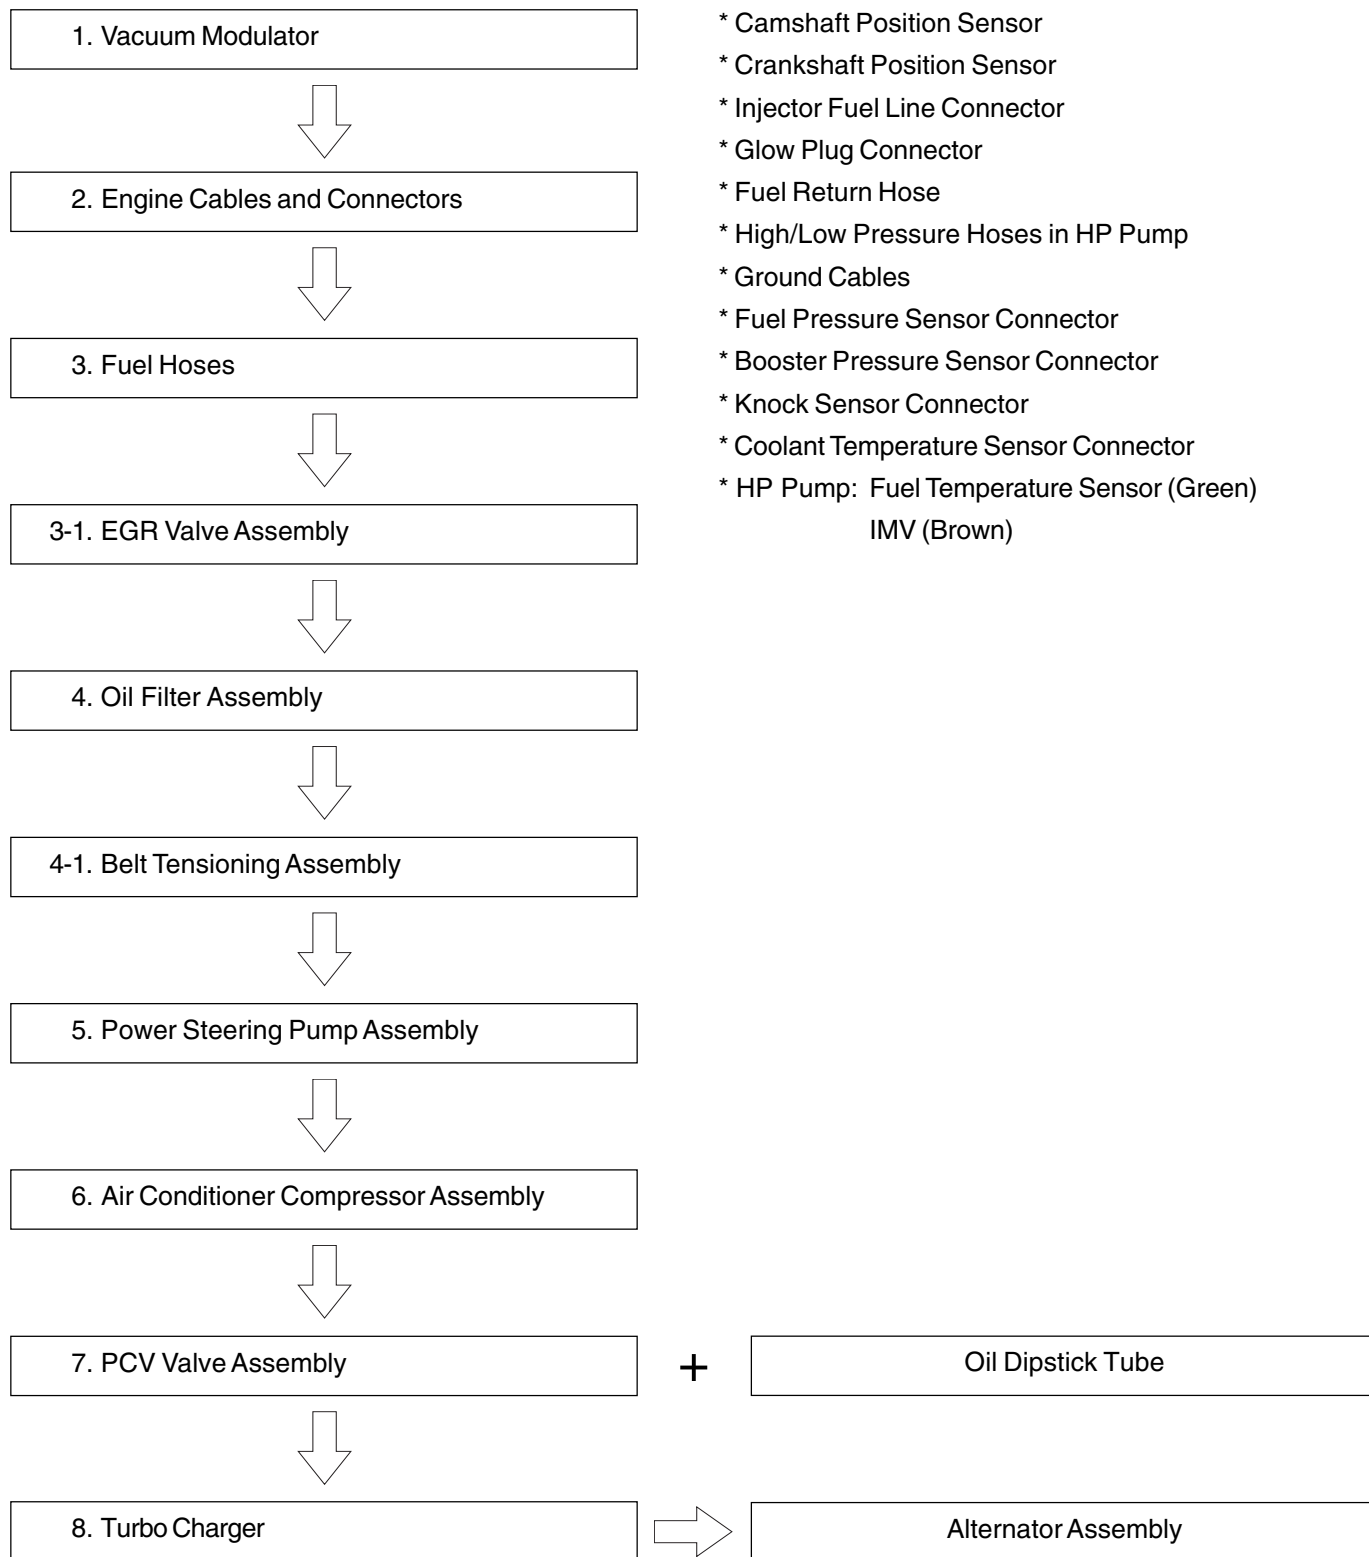 1. Vacuum Modulator
2. Engine Cables and Connectors
3. Fuel Hoses
3-1. EGR Valve Assembly
4. Oil Filter Assembly
4-1. Belt Tensioning Assembly
5. Power Steering Pump Assembly
6. Air Conditioner Compressor Assembly
7. PCV Valve Assembly
+
Oil Dipstick Tube
8. Turbo Charger
Alternator Assembly
* Camshaft Position Sensor
* Crankshaft Position Sensor
* Injector Fuel Line Connector
* Glow Plug Connector
* Fuel Return Hose
* High/Low Pressure Hoses in HP Pump
* Ground Cables
* Fuel Pressure Sensor Connector
* Booster Pressure Sensor Connector
* Knock Sensor Connector
* Coolant Temperature Sensor Connector
* HP Pump: Fuel Temperature Sensor (Green)
IMV (Brown)